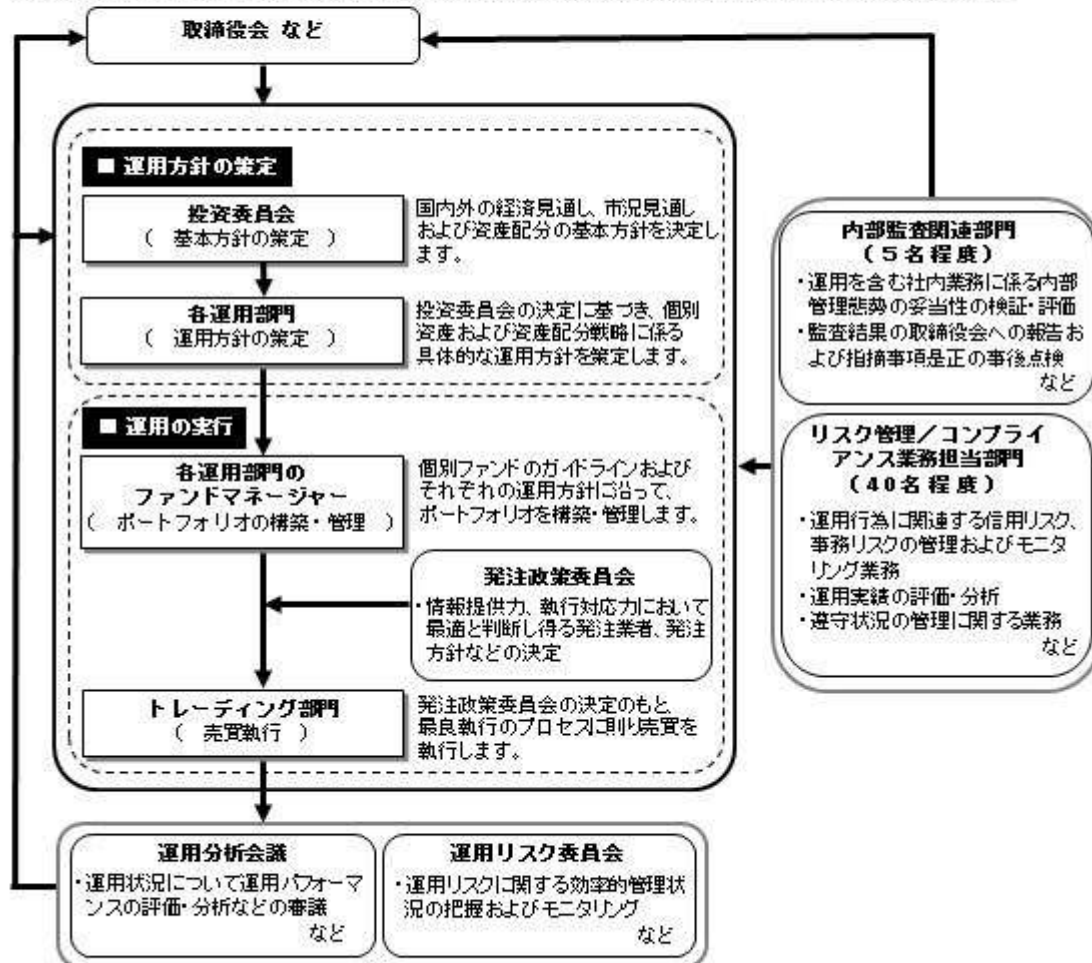 取締役会 など
■ 運用方針の策定
投資委員会
( 基本方針の策定 )
国内外の経済見通し、市況見通し
および資産配分の基本方針を決定し
ます。
各運用部門
( 運用方針の策定 )
投資委員会の決定に基づき、個別
資産および資産配分戦略に係る
具体的な運用方針を策定します。
■ 運用の実行
各運用部門の
ファンドマネージャー
( ポートフォリオの構築・管理 )
個別ファンドのガイドラインおよび
それぞれの運用方針に沿って、
ポートフォリオを構築・管理します。
発注政策委員会
・情報提供力、執行対応力において
最適と判断し得る発注業者、発注
方針などの決定
トレーディング部門
( 売買執行 )
発注政策委員会の決定のもと、
最良執行のプロセスに則り売買を
執行します。
内部監査関連部門
(5名程度)
・運用を含む社内業務に係る内部
管理態勢の妥当性の検証・評価
・監査結果の取締役会への報告お
よび指摘事項是正の事後点検
など
リスク管理/コンプライ
アンス業務担当部門
(40名程度)
・運用行為に関連する信用リスク、
事務リスクの管理およびモニタ
リング業務
・運用実績の評価・分析
・遵守状況の管理に関する業務
など
運用分析会議
・運用状況について運用パフォーマ
ンスの評価・分析などの審議
など
運用リスク委員会
・運用リスクに関する効率的管理状
況の把握およびモニタリング
など